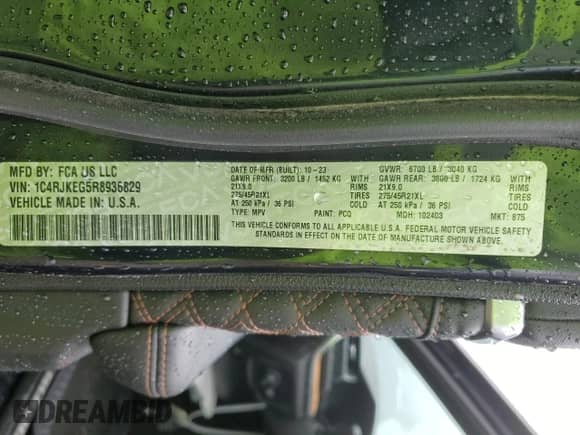 MFD BY: FCA US LLC
VIN: 1C4RJKEG5R8936829
VEHICLE MADE IN: U.S.A.
DATE OF MFR (BUILT): 10-23
GVWR: 6700 LB / 3040 KG
GAWR FRONT: 3200 LB / 1452 KG
GAWR REAR: 3800 LB / 1724 KG
21X9.0 RIMS
21X9.0 RIMS
275/45R21XL TIRES
275/45R21XL TIRES
AT 250 kPa / 36 PSI
AT 250 kPa / 36 PSI
TYPE: MPV PAINT: PCQ MDH: 102403 MKT: 875
THIS VEHICLE CONFORMS TO ALL APPLICABLE U.S.A. FEDERAL MOTOR VEHICLE SAFETY
STANDARDS IN EFFECT ON THE DATE OF MANUFACTURE SHOWN ABOVE.
DREAMBID